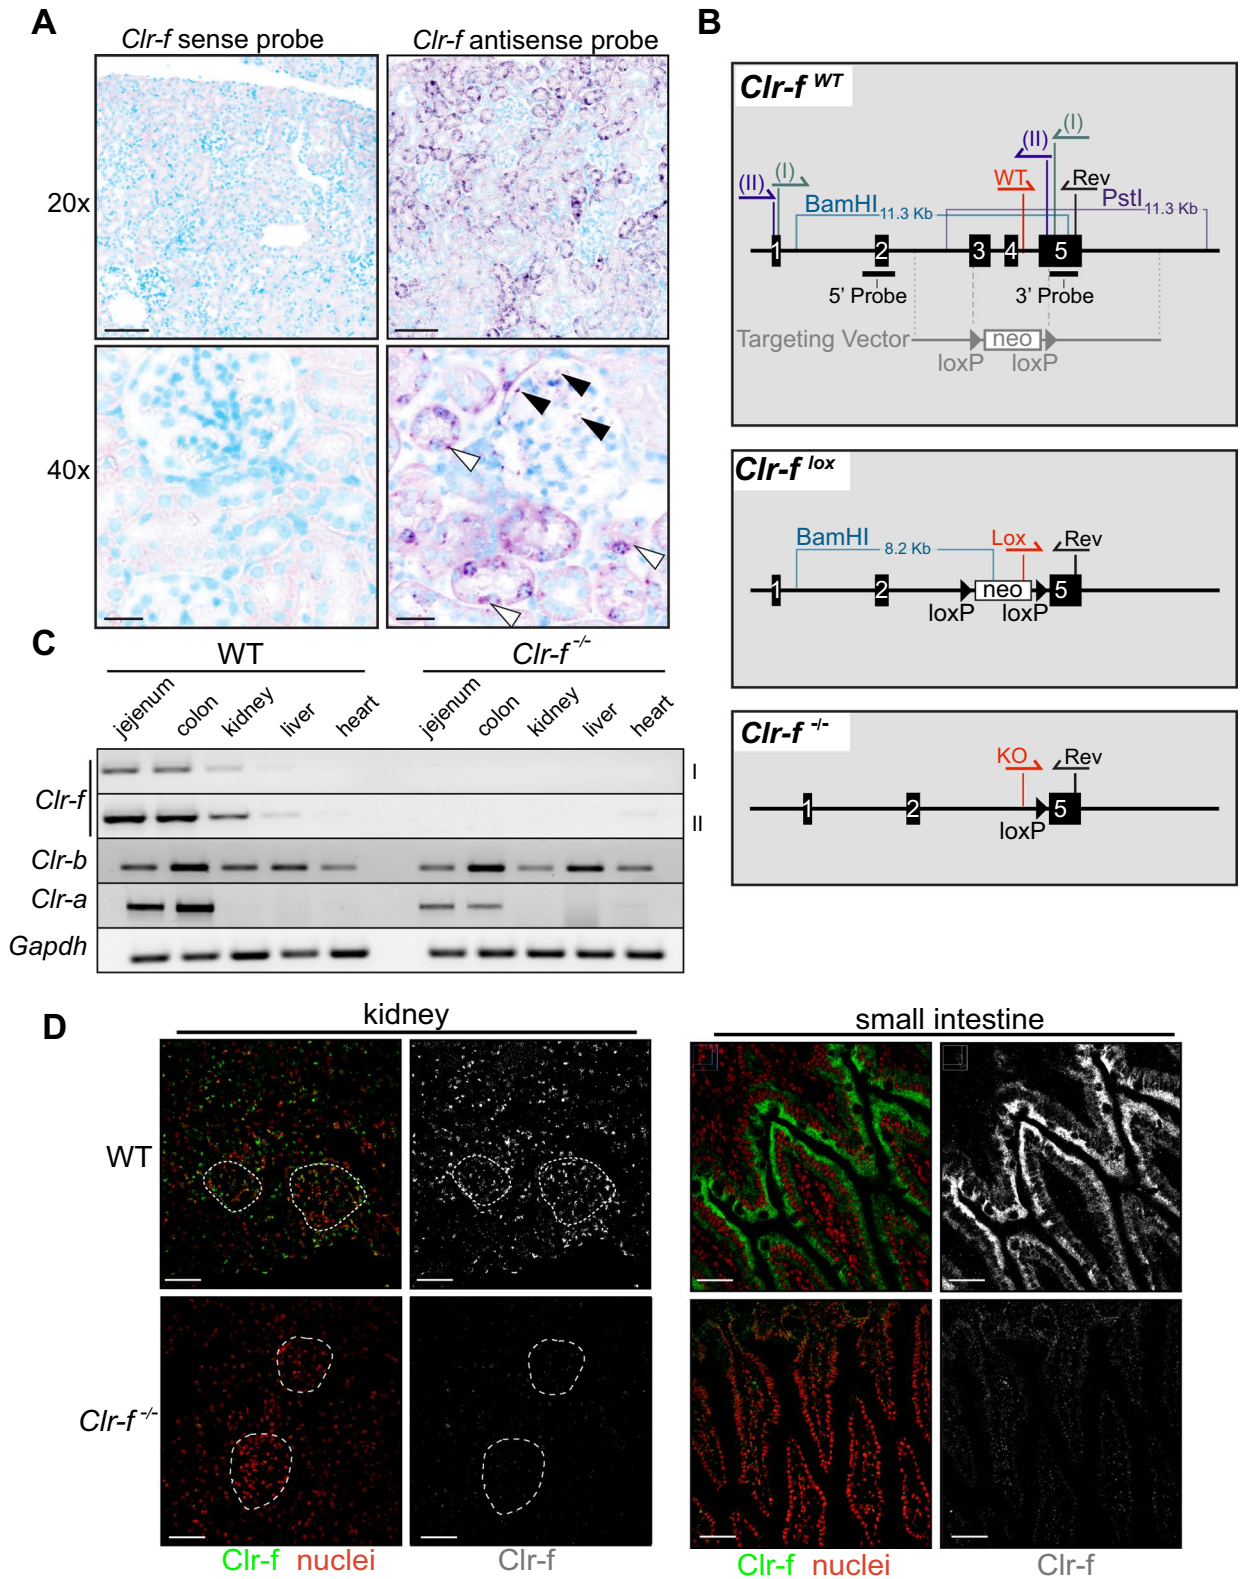 A
Clr-f sense probe
Clr-f antisense probe
20x
40x
B
Clr-f WT
(I)
(II)
(II)
(I)
WT
Rev
BamHI 11.3 Kb
PstI 11.3 Kb
1
2
3
4
5
5’ Probe
3’ Probe
Targeting Vector
neo
loxP
loxP
Clr-f lox
BamHI
8.2 Kb
Lox
Rev
1
2
neo
5
loxP
loxP
Clr-f -/-
KO
Rev
1
2
5
loxP
C
WT
Clr-f -/-
jejenum
colon
kidney
liver
heart
jejenum
colon
kidney
liver
heart
Clr-f
I
II
Clr-b
Clr-a
Gapdh
D
kidney
small intestine
WT
Clr-f -/-
Clr-f nuclei
Clr-f
Clr-f nuclei
Clr-f